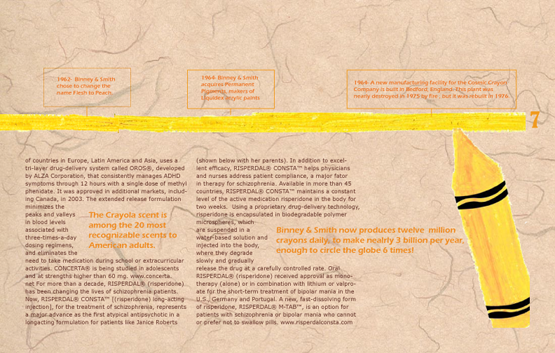 1962- Binney & Smith
chose to change the
name Flesh to Peach.
1964- Binney & Smith
acquires Permanent
Pigments, makers of
Liquidex acrylic paints
1969- A new manufacturing facility for the Cosmic Crayon
Company is built in Bedford, England. This plant was
nearly destroyed in 1975 by fire , but it was rebuilt in 1976.
7
of countries in Europe, Latin America and Asia, uses a
tri-layer drug-delivery system called OROS®, developed
by ALZA Corporation, that consistently manages ADHD
symptoms through 12 hours with a single dose of methyl
phenidate. It was approved in additional markets, includ-
ing Canada, in 2003. The extended release formulation
minimizes the
peaks and valleys
in blood levels
associated with
three-times-a-day
dosing regimens,
and eliminates the
need to take medication during school or extracurricular
activities. CONCERTA® is being studied in adolescents
and at strengths higher than 60 mg. www.concerta.
net For more than a decade, RISPERDAL® (risperidone)
has been changing the lives of schizophrenia patients.
Now, RISPERDAL® CONSTA™ [(risperidone) long-acting
injection], for the treatment of schizophrenia, represents
a major advance as the first atypical antipsychotic in a
longacting formulation for patients like Janice Roberts
The Crayola scent is
among the 20 most
recognizable scents to
American adults.
(shown below with her parents). In addition to excel-
lent efficacy, RISPERDAL® CONSTA™ helps physicians
and nurses address patient compliance, a major factor
in therapy for schizophrenia. Available in more than 45
countries, RISPERDAL® CONSTA™ maintains a constant
level of the active medication risperidone in the body for
two weeks. Using a proprietary drug-delivery technology,
risperidone is encapsulated in biodegradable polymer
microspheres, which
are suspended in a
water-based solution and
injected into the body,
where they degrade
slowly and gradually
release the drug at a carefully controlled rate. Oral
RISPERDAL® (risperidone) received approval as mono-
therapy (alone) or in combination with lithium or valpro-
ate for the short-term treatment of bipolar mania in the
U.S., Germany and Portugal. A new, fast-dissolving form
of risperidone, RISPERDAL® M-TAB™, is an option for
patients with schizophrenia or bipolar mania who cannot
or prefer not to swallow pills. www.risperdalconsta.com
Binney & Smith now produces twelve million
crayons daily, to make nearly 3 billion per year,
enough to circle the globe 6 times!